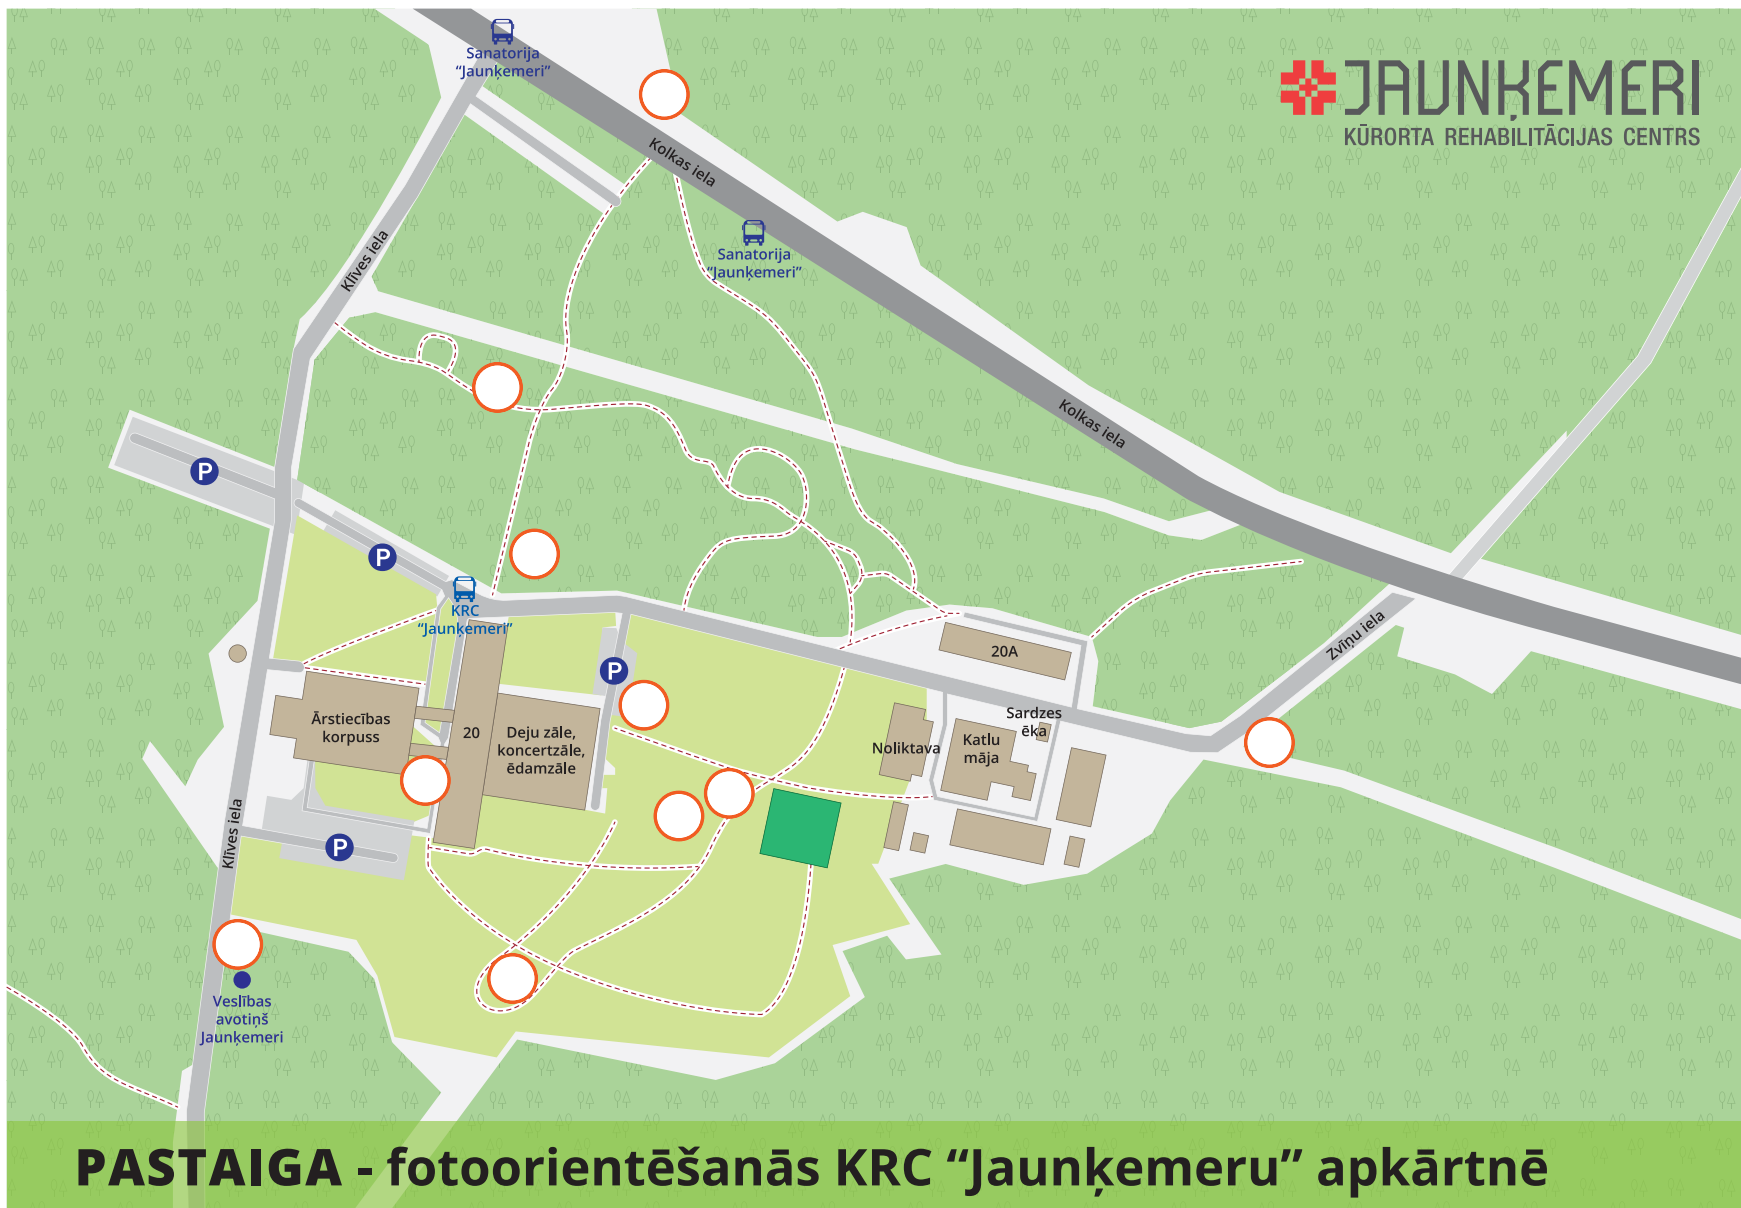 Sanatorija
“Jaunķemeri”
JAUNĶEMERI
KŪRORTA REHABILITĀCIJAS CENTRS
Kolkas iela
Sanatorija
“Jaunķemeri”
Klīves iela
Kolkas iela
P
P
KRC
“Jaunķemeri”
Zvīņu iela
20A
P
Ārstiecības
korpuss
20
Deju zāle,
koncertzāle,
ēdamzāle
Sardzes
ēka
Noliktava
Katlu
māja
Klīves iela
P
Veslības
avotiņš
Jaunķemeri
PASTAIGA - fotoorientēšanās KRC “Jaunķemeru” apkārtnē